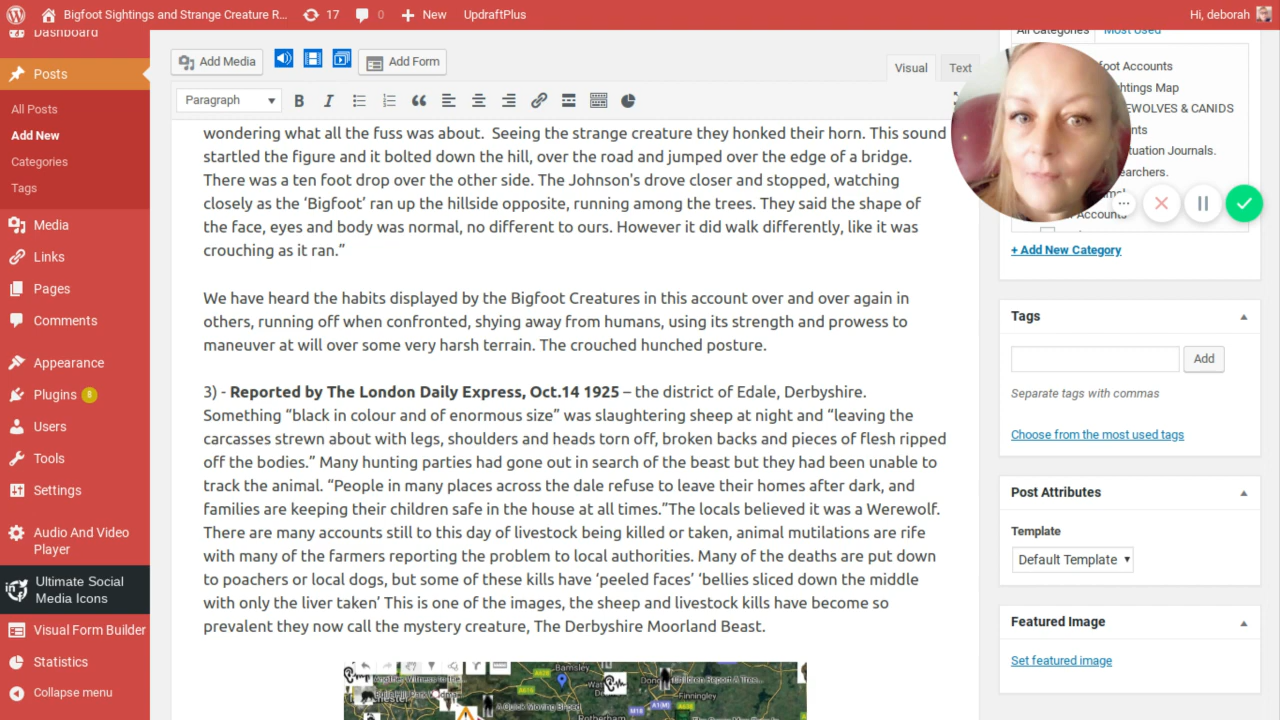 Bigfoot Sightings and Strange Creature R...
17
0
New
UpdraftPlus
Hi, deborah
Dashboard
Posts
All Posts
Add New
Categories
Tags
Media
Links
Pages
Comments
Appearance
Plugins 8
Users
Tools
Settings
Audio And Video
Player
Ultimate Social
Media Icons
Visual Form Builder
Statistics
Collapse menu
Add Media
Add Form
Visual
Text
Paragraph
wondering what all the fuss was about. Seeing the strange creature they honked their horn. This sound
startled the figure and it bolted down the hill, over the road and jumped over the edge of a bridge.
There was a ten foot drop over the other side. The Johnson's drove closer and stopped, watching
closely as the ‘Bigfoot’ ran up the hillside opposite, running among the trees. They said the shape of
the face, eyes and body was normal, no different to ours. However it did walk differently, like it was
crouching as it ran.”
We have heard the habits displayed by the Bigfoot Creatures in this account over and over again in
others, running off when confronted, shying away from humans, using its strength and prowess to
maneuver at will over some very harsh terrain. The crouched hunched posture.
3) - Reported by The London Daily Express, Oct.14 1925 – the district of Edale, Derbyshire.
Something “black in colour and of enormous size” was slaughtering sheep at night and “leaving the
carcasses strewn about with legs, shoulders and heads torn off, broken backs and pieces of flesh ripped
off the bodies.” Many hunting parties had gone out in search of the beast but they had been unable to
track the animal. “People in many places across the dale refuse to leave their homes after dark, and
families are keeping their children safe in the house at all times.”The locals believed it was a Werewolf.
There are many accounts still to this day of livestock being killed or taken, animal mutilations are rife
with many of the farmers reporting the problem to local authorities. Many of the deaths are put down
to poachers or local dogs, but some of these kills have ‘peeled faces’ ‘bellies sliced down the middle
with only the liver taken’ This is one of the images, the sheep and livestock kills have become so
prevalent they now call the mystery creature, The Derbyshire Moorland Beast.
Barnsley
Finningley
M18
A1(M)
Rotherham
All Categories
Most Used
foot Accounts
htings Map
EWOLVES & CANIDS
nts
tuation Journals.
earchers.
Accounts
+ Add New Category
Tags
Add
Separate tags with commas
Choose from the most used tags
Post Attributes
Template
Default Template
Featured Image
Set featured image